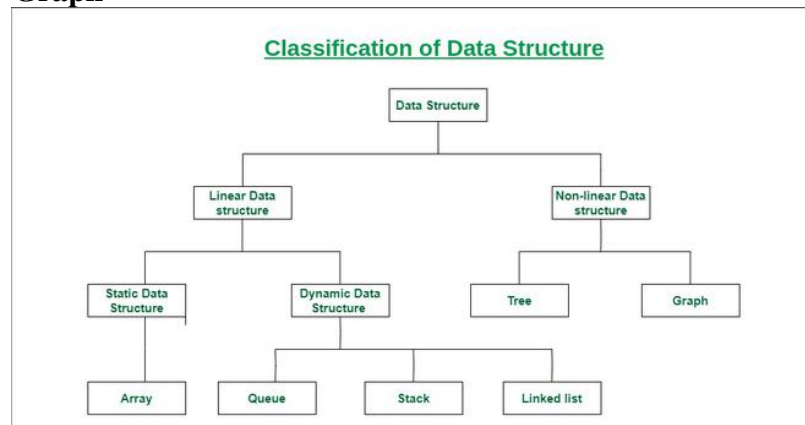 Graph
Classification of Data Structure
Data Structure
Linear Data
structure
Non-linear Data
structure
Static Data
Structure
Dynamic Data
Structure
Tree
Graph
Array
Queue
Stack
Linked list